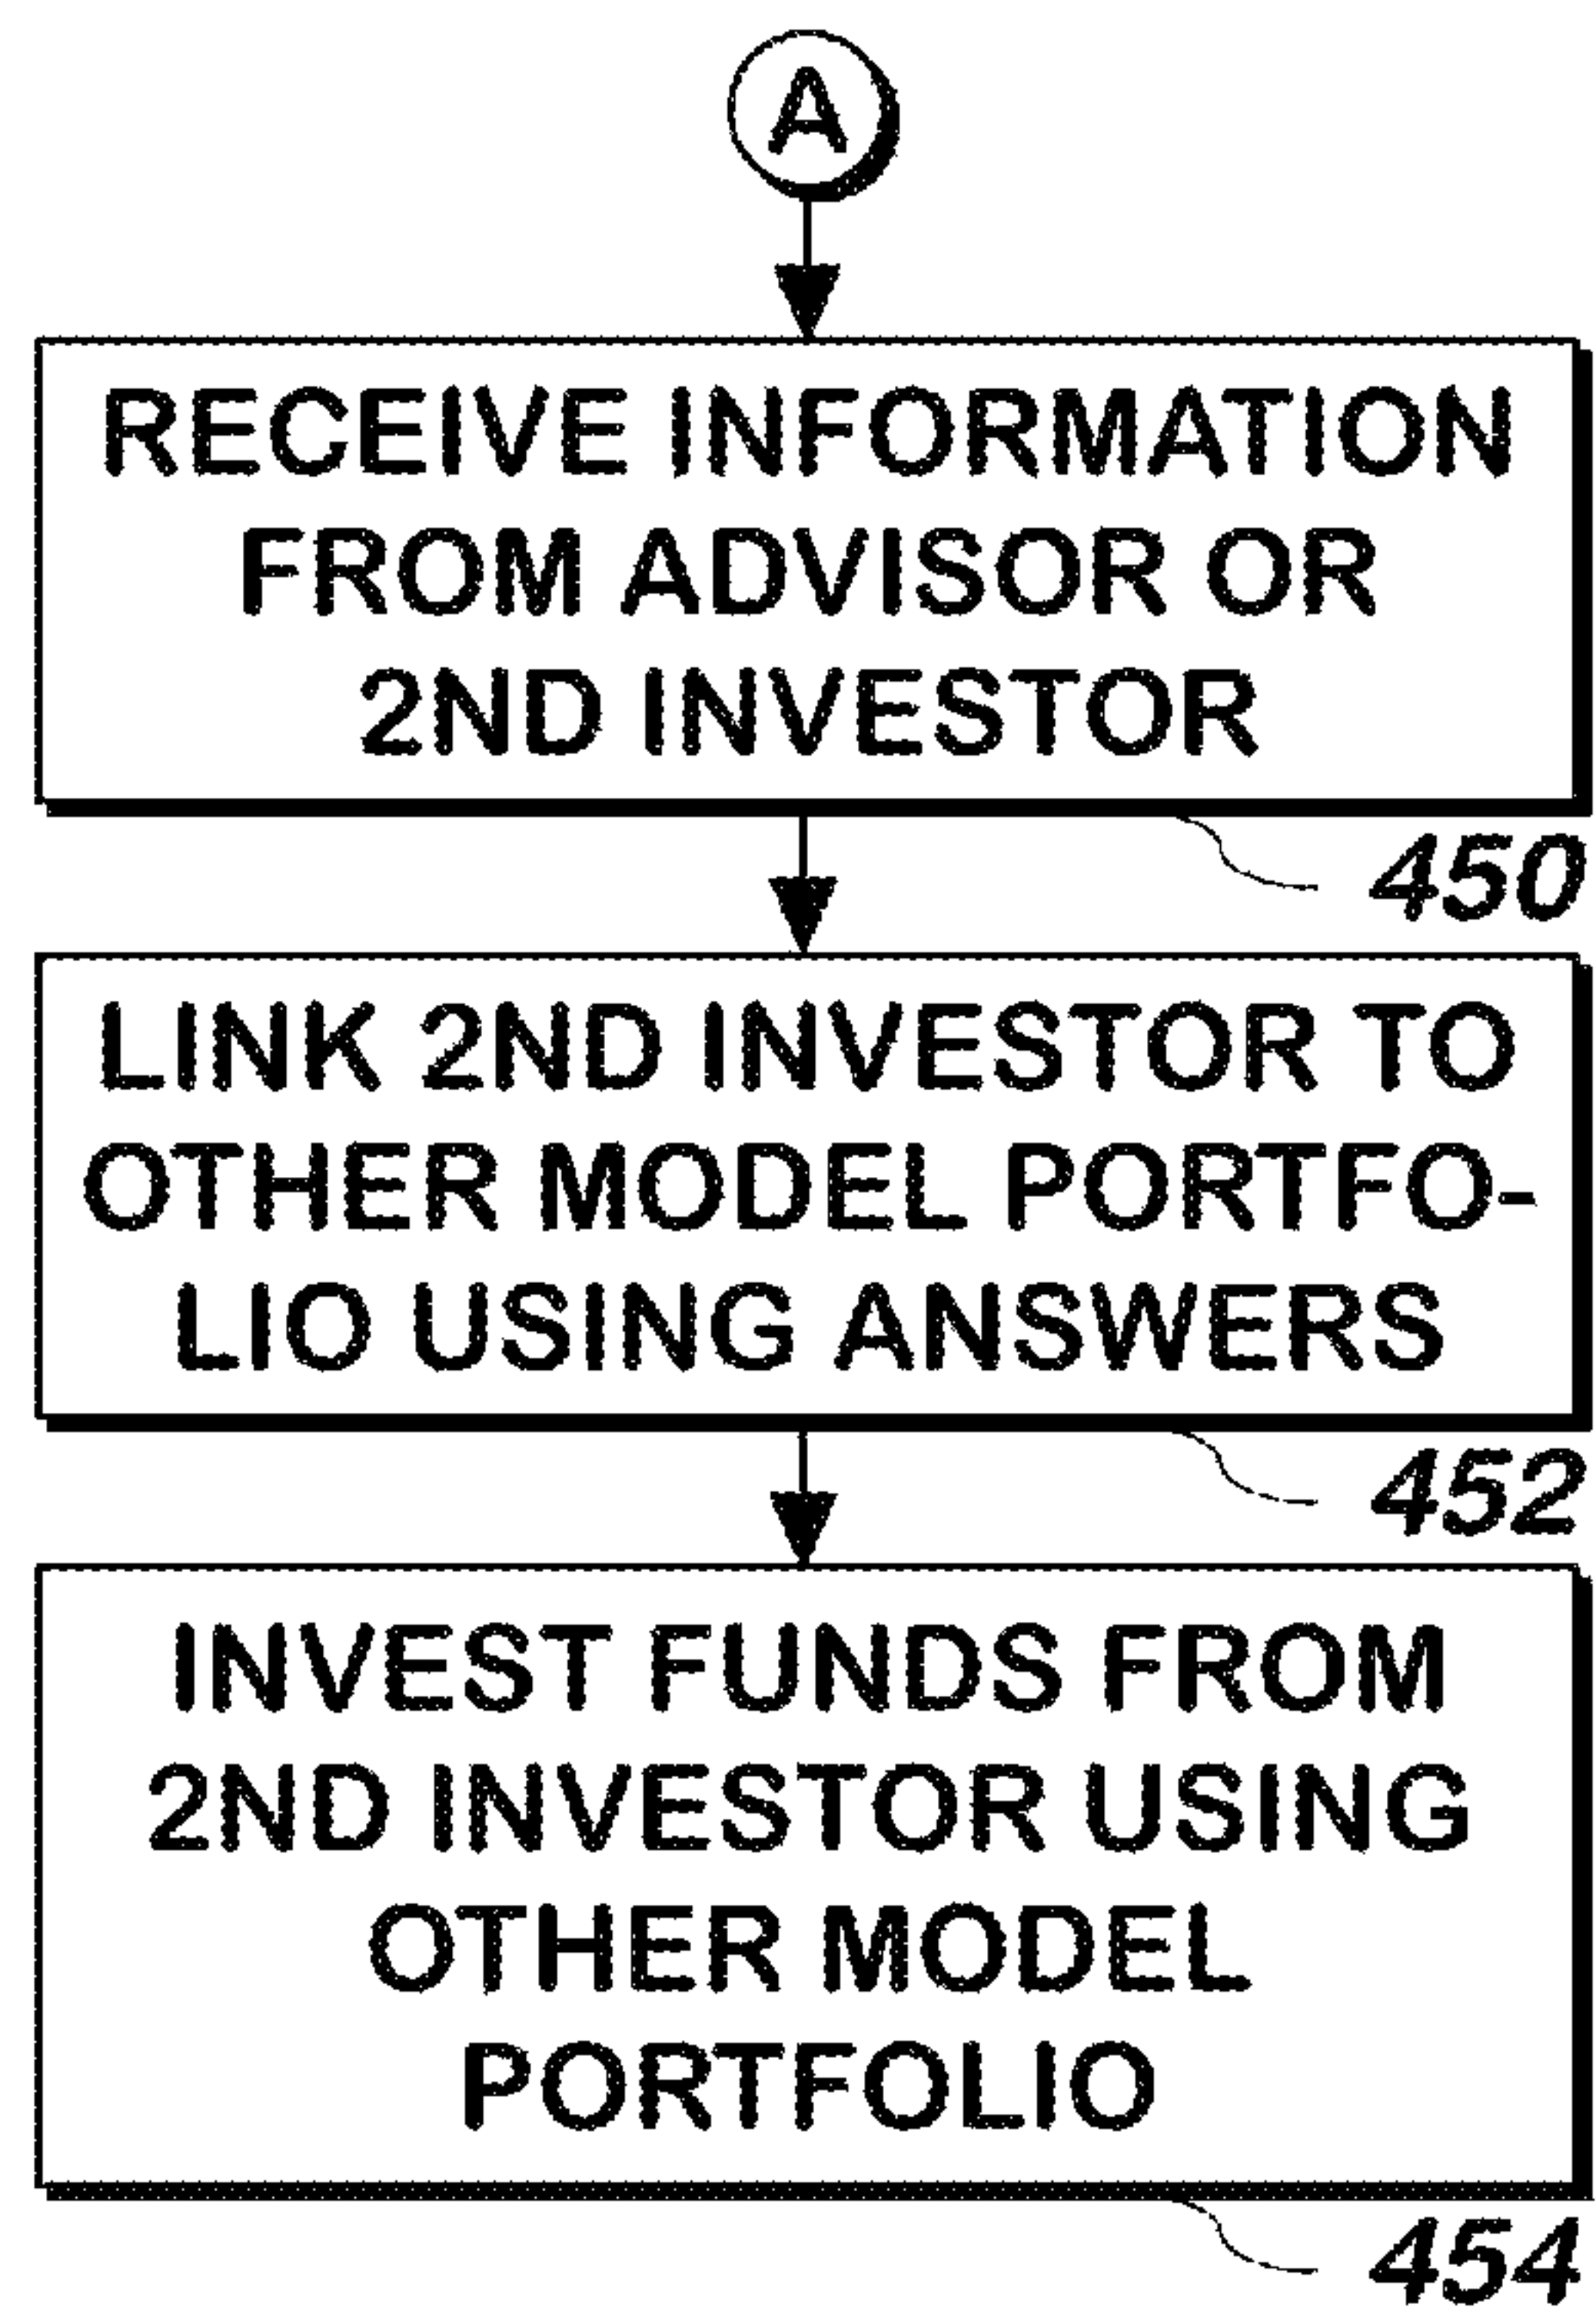 A
RECEIVE INFORMATION
FROM ADVISOR OR
2ND INVESTOR
450
LINK 2ND INVESTOR TO
OTHER MODEL PORTFO-
LIO USING ANSWERS
452
INVEST FUNDS FROM
2ND INVESTOR USING
OTHER MODEL
PORTFOLIO
454